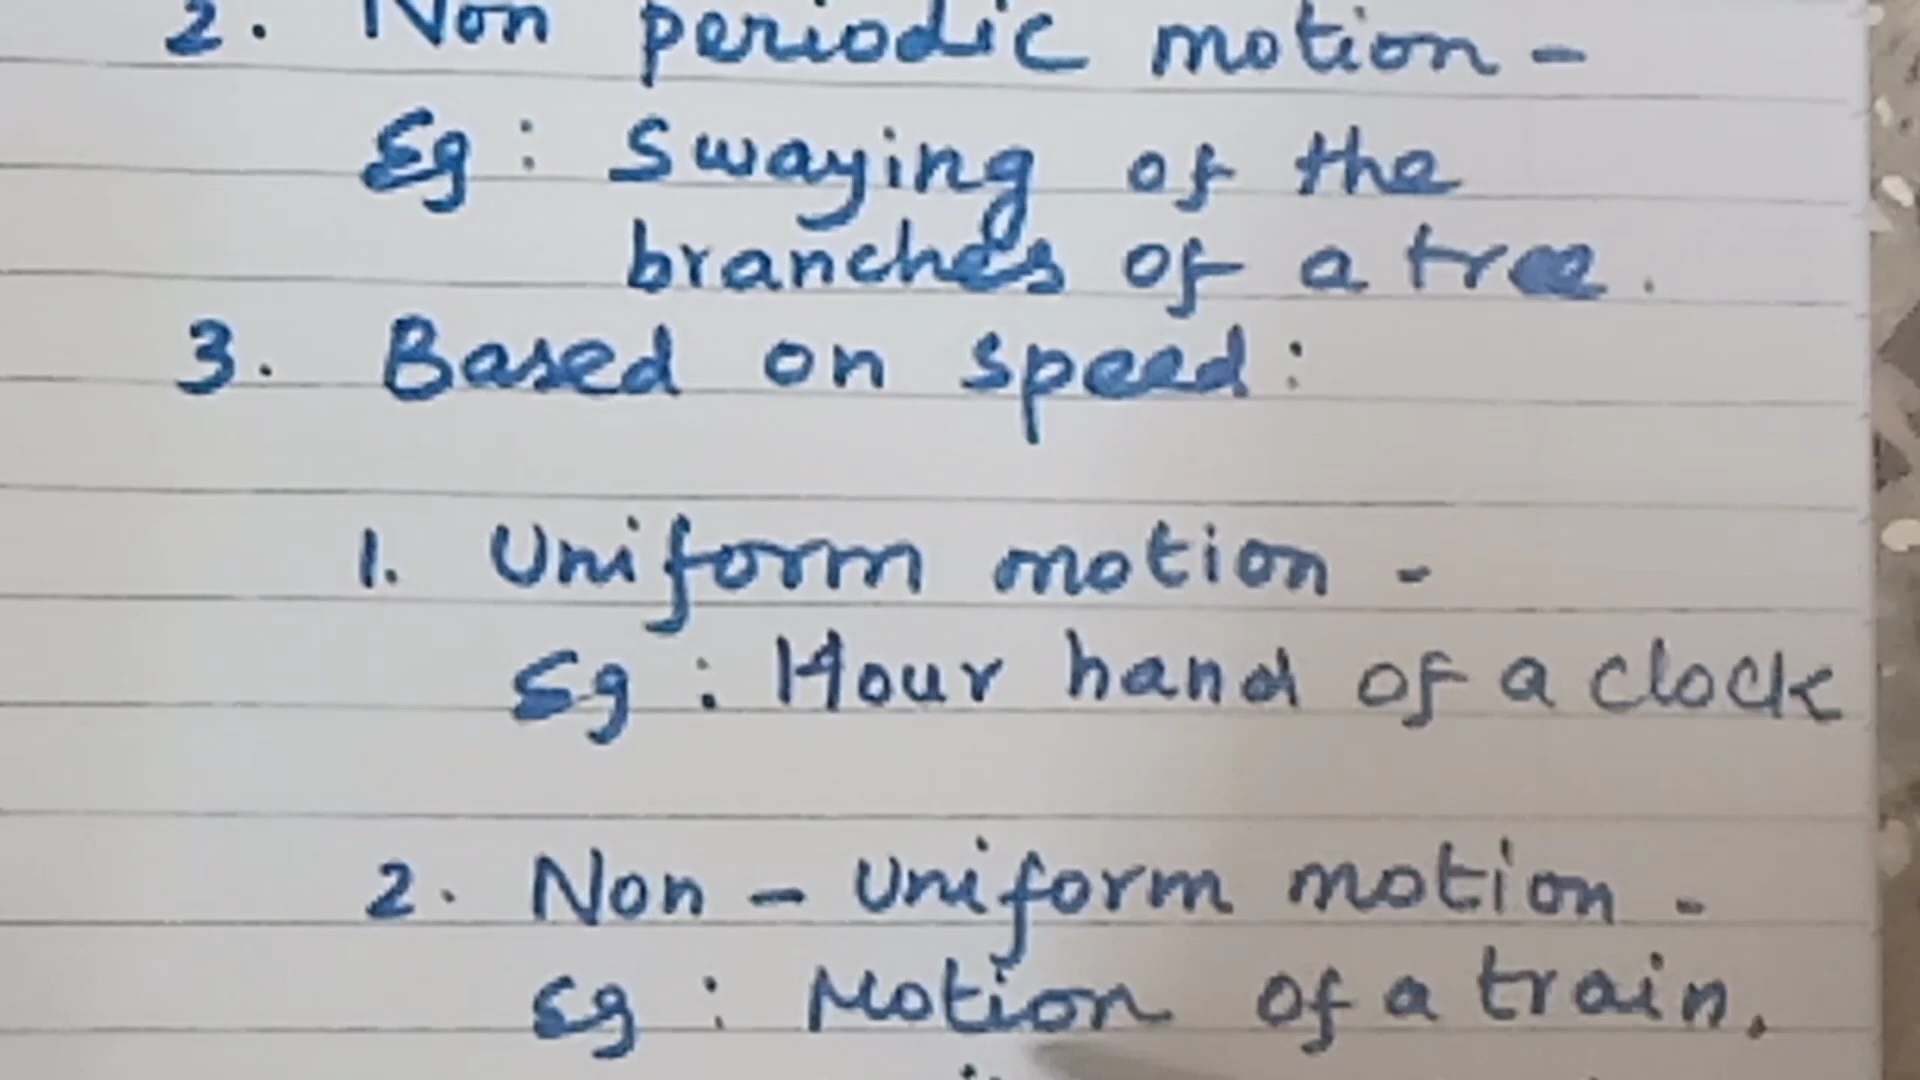 2. Non periodic motion -
Eg : Swaying of the
branches of a tree.
3. Based on speed :
1. Uniform motion -
Eg : Hour hand of a clock
2. Non - uniform motion -
Eg : Motion of a train.